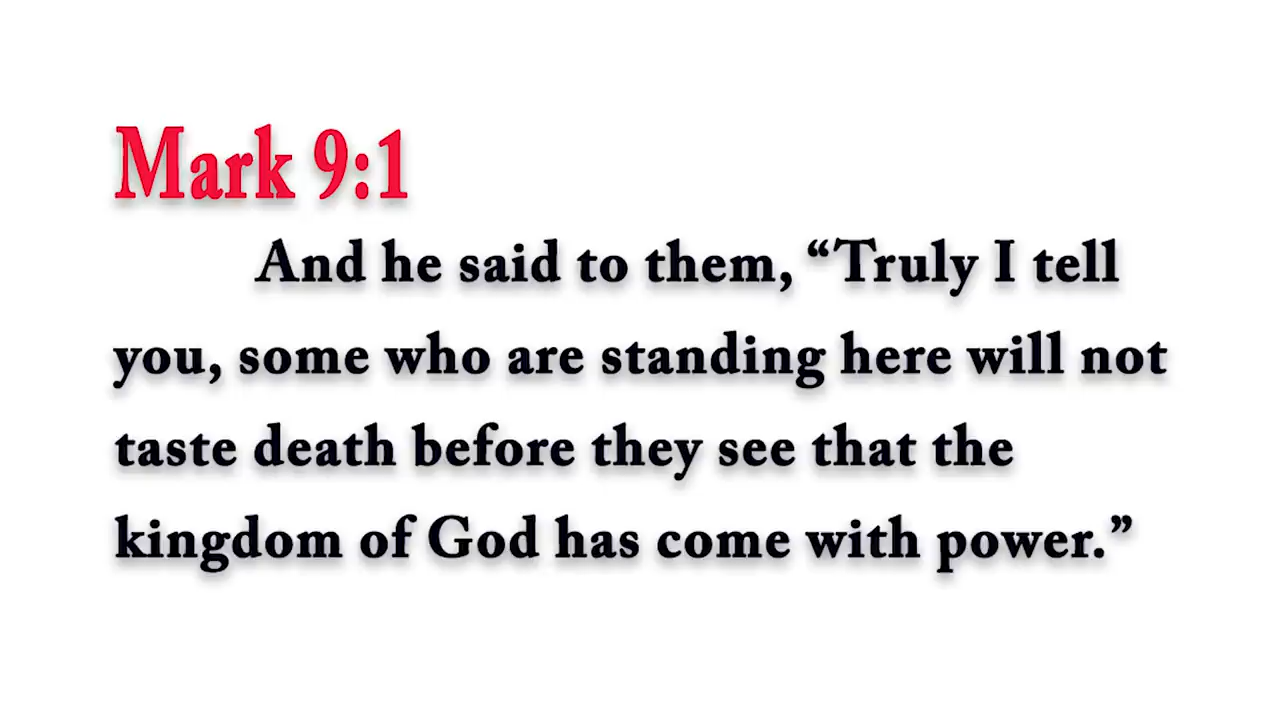 Mark 9:1
And he said to them, “Truly I tell
you, some who are standing here will not
taste death before they see that the
kingdom of God has come with power.”